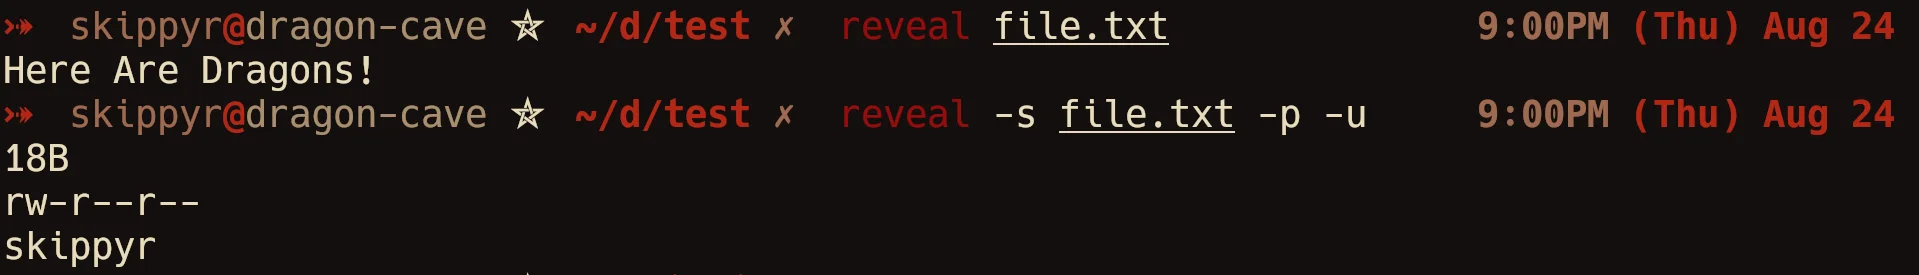 ➳ skippyr@dragon-cave ⛤ ~/d/test ✗ reveal file.txt 9:00PM (Thu) Aug 24
Here Are Dragons!
➳ skippyr@dragon-cave ⛤ ~/d/test ✗ reveal -s file.txt -p -u 9:00PM (Thu) Aug 24
18B
rw-r--r--
skippyr